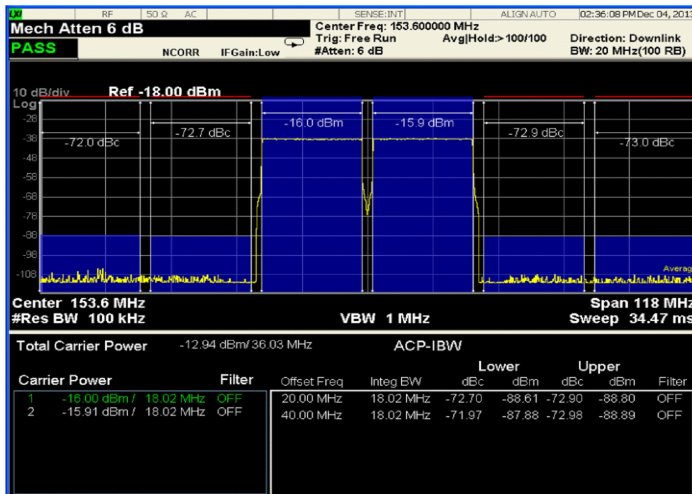 LXI RF 50 Ω AC SENSE:INT ALIGN AUTO 02:36:08 PM Dec 04, 201
Mech Atten 6 dB Center Freq: 153.600000 MHz
Trig: Free Run Avg|Hold:> 100/100 Direction: Downlink
PASS NCORR IFGain:Low #Atten: 6 dB BW: 20 MHz(100 RB)
10 dB/div Ref -18.00 dBm
Log
-28
-16.0 dBm -15.9 dBm
-38
-72.0 dBc -72.7 dBc -72.9 dBc -73.0 dBc
-48
-58
-68
-78
-88
-98
-108
Averag
Center 153.6 MHz Span 118 MHz
#Res BW 100 kHz VBW 1 MHz Sweep 34.47 ms
Total Carrier Power -12.94 dBm/ 36.03 MHz ACP-IBW
Lower Upper
Carrier Power Filter Offset Freq Integ BW dBc dBm dBc dBm Filter
1 -16.00 dBm / 18.02 MHz OFF 20.00 MHz 18.02 MHz -72.70 -88.61 -72.90 -88.80 OFF
2 -15.91 dBm / 18.02 MHz OFF 40.00 MHz 18.02 MHz -71.97 -87.88 -72.98 -88.89 OFF